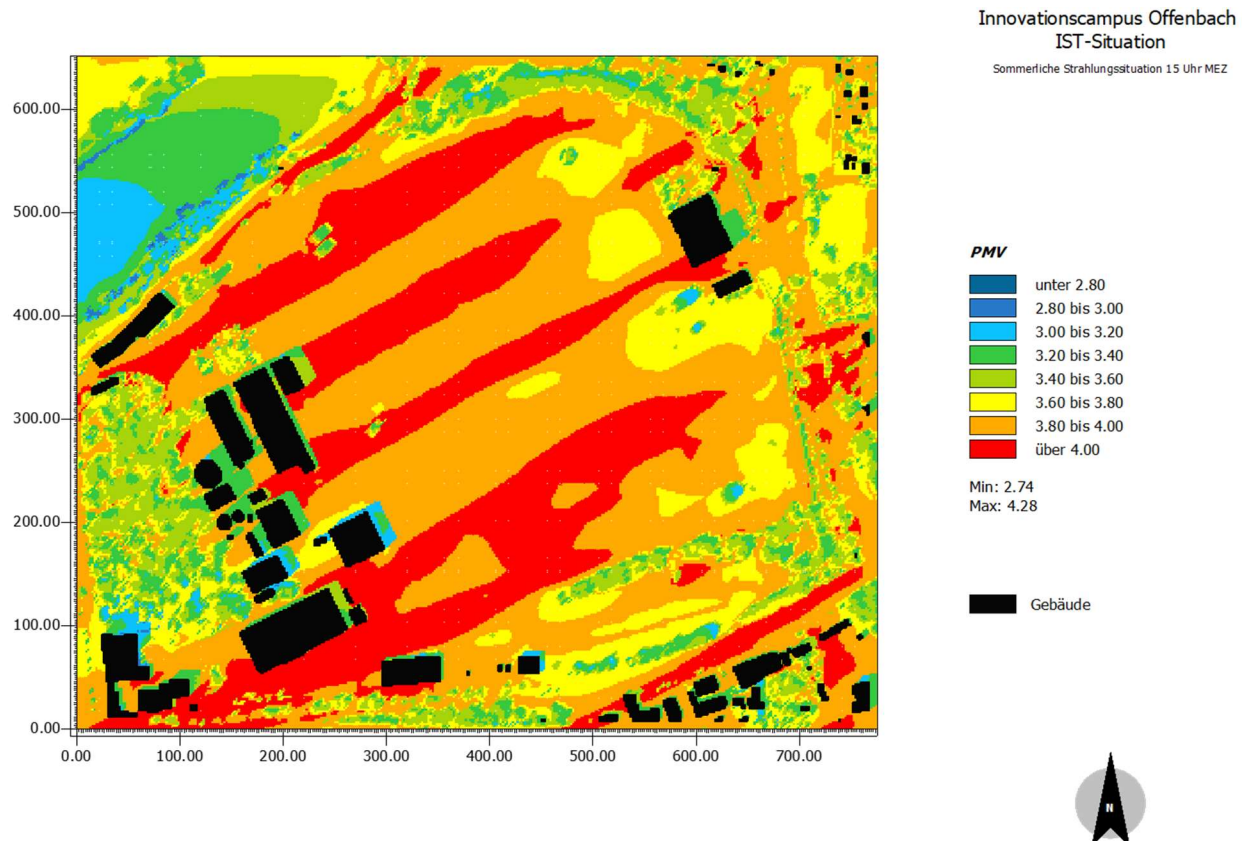 Innovationscampus Offenbach
IST-Situation
Sommerliche Strahlungssituation 15 Uhr MEZ
600.00
500.00
400.00
300.00
200.00
100.00
0.00
0.00 100.00 200.00 300.00 400.00 500.00 600.00 700.00
PMV
unter 2.80
2.80 bis 3.00
3.00 bis 3.20
3.20 bis 3.40
3.40 bis 3.60
3.60 bis 3.80
3.80 bis 4.00
über 4.00
Min: 2.74
Max: 4.28
Gebäude
N